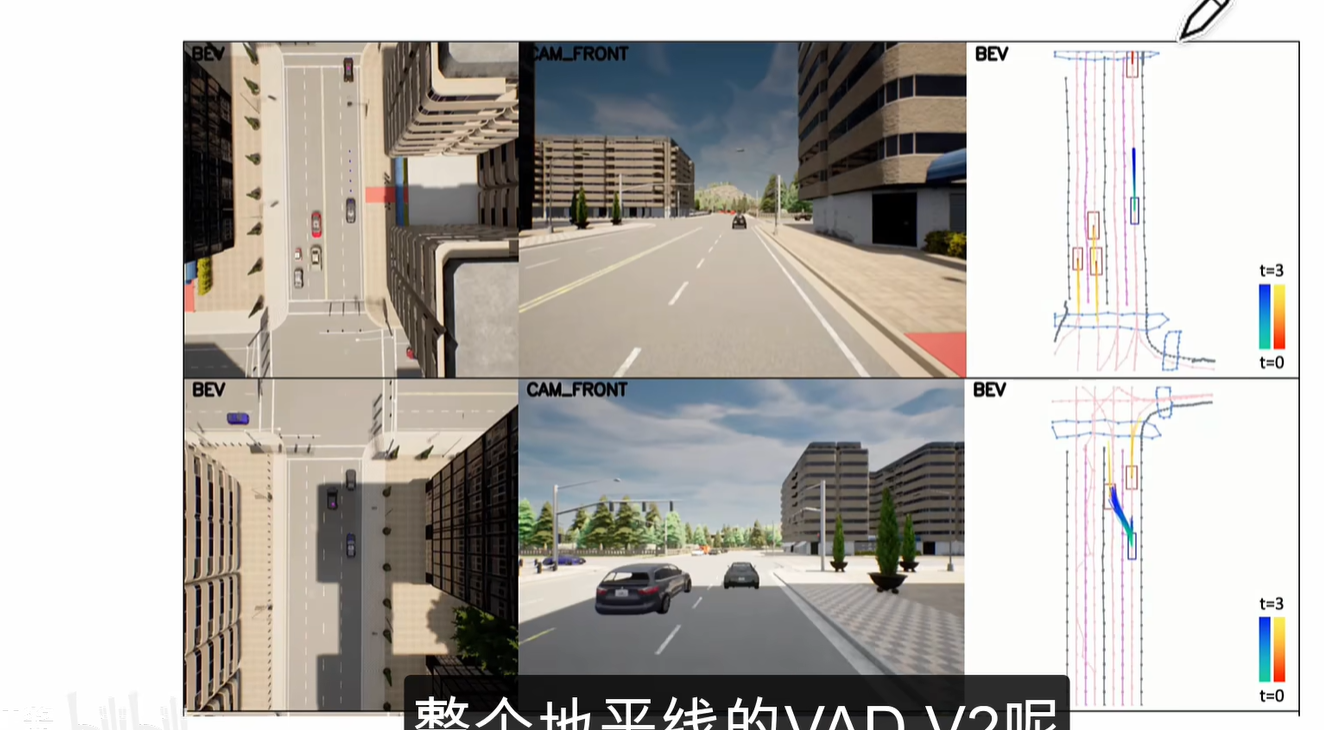 BEV
CAM_FRONT
BEV
t=3
t=0
BEV
CAM_FRONT
BEV
t=3
t=0
整个地平线的VAD V2呢